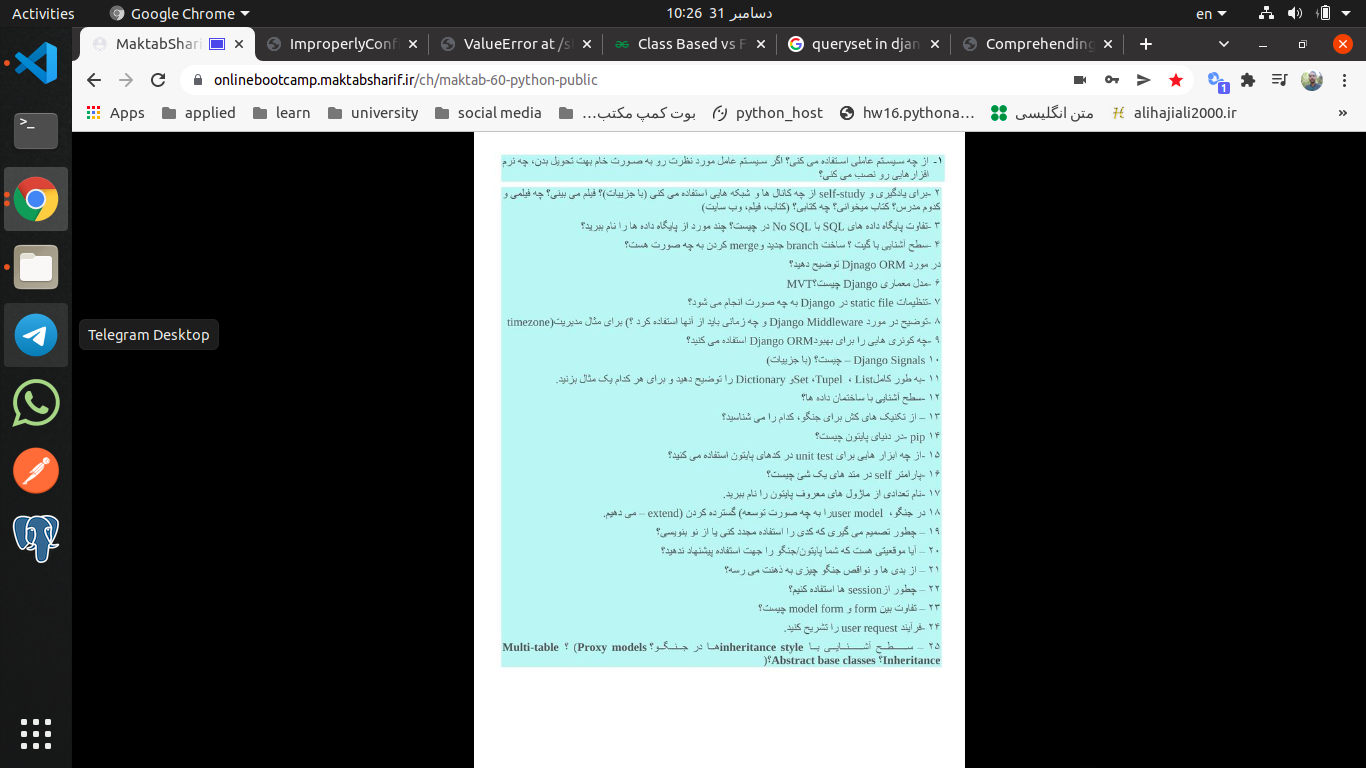 Activities
Google Chrome
دسامبر 31 10:26
en
MaktabShari
ImproperlyConf
ValueError at /sl
Class Based vs F
queryset in djan
Comprehending
onlinebootcamp.maktabsharif.ir/ch/maktab-60-python-public
1
Apps
applied
learn
university
social media
بوت کمپ مکتب...
python_host
hw16.pythona...
متن انگلیسی
alihajiali2000.ir
»
Telegram Desktop
۱- از چه سیستم عاملی استفاده می کنی؟ اگر سیستم عامل مورد نظرت رو به صورت خام بهت تحویل بدن، چه نرم
افزارهایی رو نصب می کنی؟
۲ -برای یادگیری و self-study از چه کانال ها و شبکه هایی استفاده می کنی (با جزییات)؟ فیلم می بینی؟ چه فیلمی و
کدوم مدرس؟ کتاب میخوانی؟ چه کتابی؟ (کتاب، فیلم، وب سایت)
۳ -تفاوت پایگاه داده های SQL با No SQL در چیست؟ چند مورد از پایگاه داده ها را نام ببرید؟
۴ -سطح آشنایی با گیت ؟ ساخت branch جدید وmerge کردن به چه صورت هست؟
در مورد Djnago ORM توضیح دهید؟
۶ -مدل معماری Django چیست؟MVT
۷ -تنظیمات static file در Django به چه صورت انجام می شود؟
۸ -توضیح در مورد Django Middleware و چه زمانی باید از آنها استفاده کرد ؟) برای مثال مدیریت(timezone
۹ -چه کوئری هایی را برای بهبودDjango ORM استفاده می کنید؟
۱۰ Django Signals – چیست؟ (با جزییات)
۱۱ -به طور کاملList ، Tupel، Setو Dictionary را توضیح دهید و برای هر کدام یک مثال بزنید.
۱۲ -سطح آشنایی با ساختمان داده ها؟
۱۳ – از تکنیک های کش برای جنگو، کدام را می شناسید؟
۱۴ pip -در دنیای پایتون چیست؟
۱۵ -از چه ابزار هایی برای unit test در کدهای پایتون استفاده می کنید؟
۱۶ -پارامتر self در متد های یک شئ چیست؟
۱۷ -نام تعدادی از ماژول های معروف پایتون را نام ببرید.
۱۸ در جنگو، user modelرا به چه صورت توسعه) گسترده کردن (extend – می دهیم.
۱۹ – چطور تصمیم می گیری که کدی را استفاده مجدد کنی یا از نو بنویسی؟
۲۰ – آیا موقعیتی هست که شما پایتون/جنگو را جهت استفاده پیشنهاد ندهید؟
۲۱ – از بدی ها و نواقص جنگو چیزی به ذهنت می رسه؟
۲۲ – چطور ازsession ها استفاده کنیم؟
۲۳ – تفاوت بین form و model form چیست؟
۲۴ -فرآیند user request را تشریح کنید.
۲۵ – سطح آشنایی با inheritance styleها در جنگو؟ Proxy models) ؟ Multi-table
Inheritance؟ Abstract base classes؟(